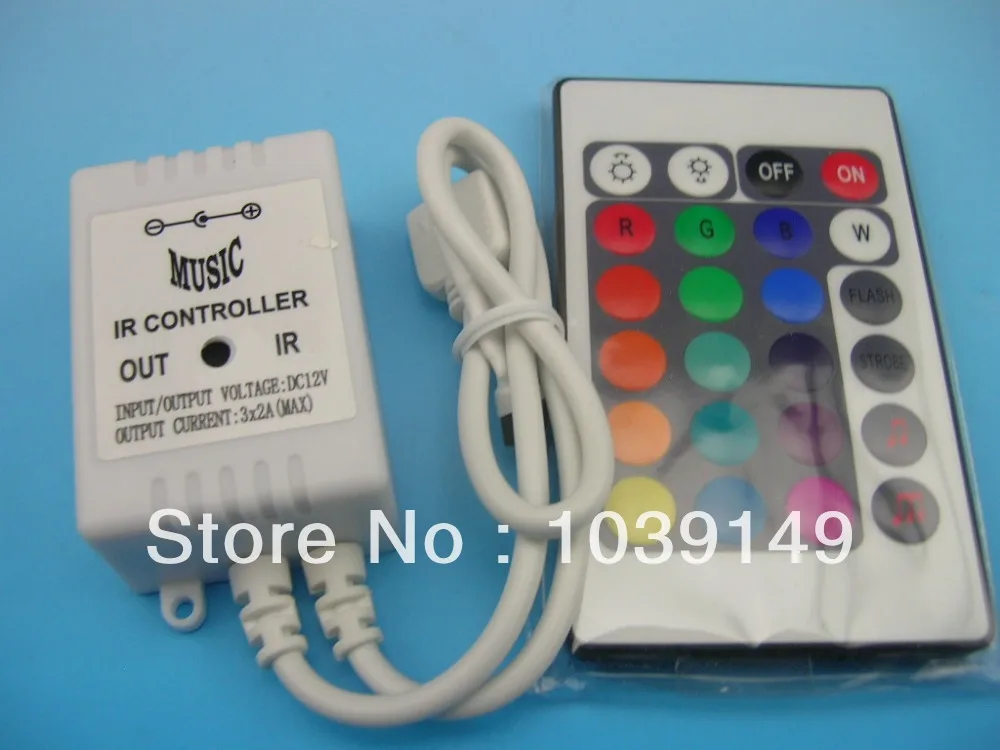 MUSIC
IR CONTROLLER
OUT IR
INPUT/OUTPUT VOLTAGE:DC12V
OUTPUT CURRENT:3x2A(MAX)
OFF ON
R G B W
FLASH
STROBE
Store No : 1039149